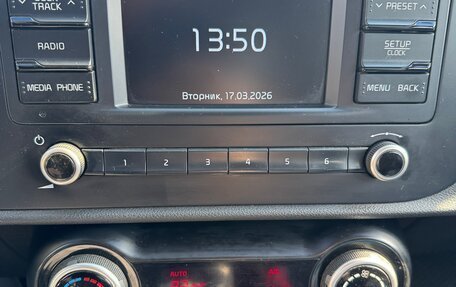 TRACK
PRESET
13:50
RADIO
SETUP
CLOCK
MEDIA PHONE
MENU BACK
Вторник, 17.03.2026
1 2 3 4 5 6
AUTO